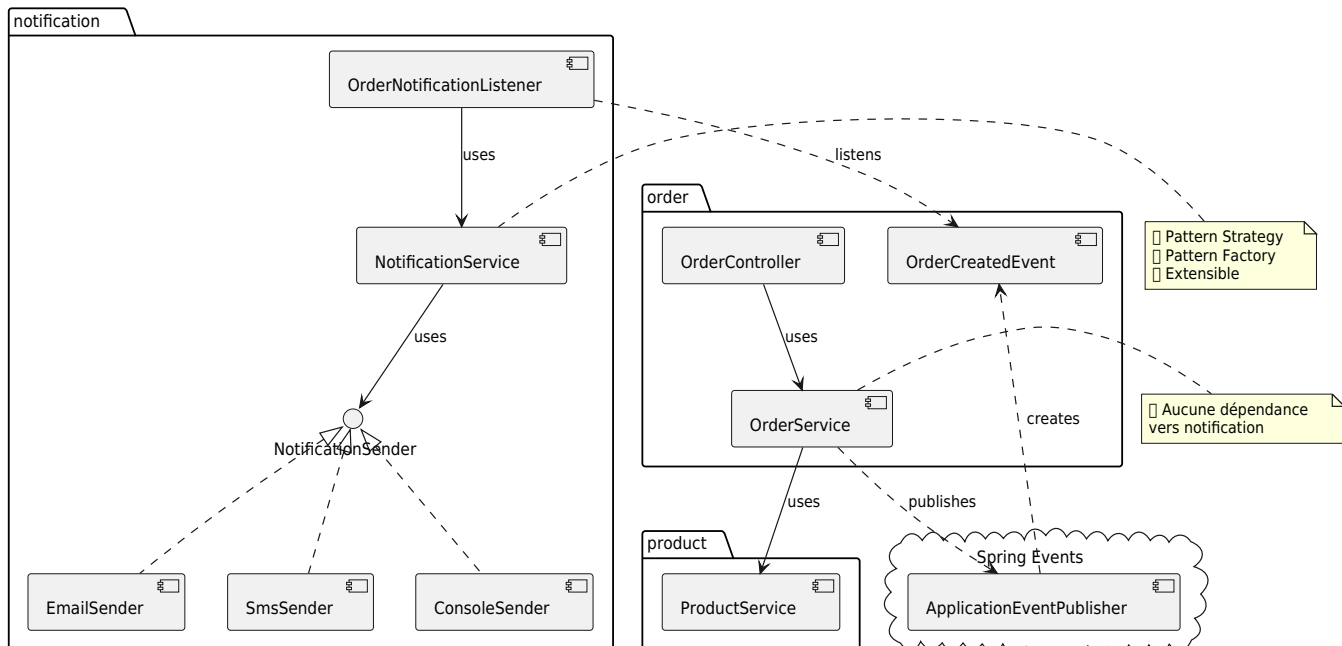 notification
OrderNotificationListener
uses
listens
order
NotificationService
OrderController
OrderCreatedEvent
Pattern Strategy
Pattern Factory
Extensible
uses
uses
NotificationSender
OrderService
creates
Aucune dépendance
vers notification
uses
publishes
product
Spring Events
EmailSender
SmsSender
ConsoleSender
ProductService
ApplicationEventPublisher